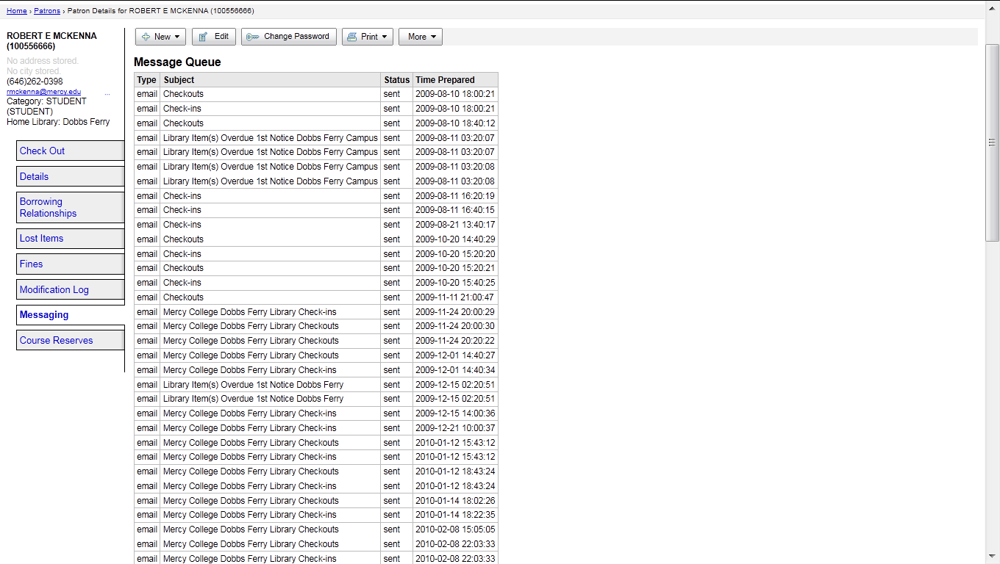 Home › Patrons › Patron Details for ROBERT E MCKENNA (100556666)
ROBERT E MCKENNA
(100556666)
No address stored.
No city stored.
(646)262-0398
rmckenna@mercy.edu ...
Category: STUDENT
(STUDENT)
Home Library: Dobbs Ferry
Check Out
Details
Borrowing
Relationships
Lost Items
Fines
Modification Log
Messaging
Course Reserves
New Edit Change Password Print More
Message Queue
Type Subject Status Time Prepared
email Checkouts sent 2009-08-10 18:00:21
email Check-ins sent 2009-08-10 18:00:21
email Checkouts sent 2009-08-10 18:40:12
email Library Item(s) Overdue 1st Notice Dobbs Ferry Campus sent 2009-08-11 03:20:07
email Library Item(s) Overdue 1st Notice Dobbs Ferry Campus sent 2009-08-11 03:20:07
email Library Item(s) Overdue 1st Notice Dobbs Ferry Campus sent 2009-08-11 03:20:08
email Library Item(s) Overdue 1st Notice Dobbs Ferry Campus sent 2009-08-11 03:20:08
email Check-ins sent 2009-08-11 16:20:19
email Check-ins sent 2009-08-11 16:40:15
email Check-ins sent 2009-08-21 13:40:17
email Checkouts sent 2009-10-20 14:40:29
email Check-ins sent 2009-10-20 15:20:20
email Checkouts sent 2009-10-20 15:20:21
email Check-ins sent 2009-10-20 15:40:25
email Checkouts sent 2009-11-11 21:00:47
email Mercy College Dobbs Ferry Library Check-ins sent 2009-11-24 20:00:29
email Mercy College Dobbs Ferry Library Checkouts sent 2009-11-24 20:00:30
email Mercy College Dobbs Ferry Library Checkouts sent 2009-11-24 20:20:22
email Mercy College Dobbs Ferry Library Checkouts sent 2009-12-01 14:40:27
email Mercy College Dobbs Ferry Library Check-ins sent 2009-12-01 14:40:34
email Library Item(s) Overdue 1st Notice Dobbs Ferry sent 2009-12-15 02:20:51
email Library Item(s) Overdue 1st Notice Dobbs Ferry sent 2009-12-15 02:20:51
email Mercy College Dobbs Ferry Library Check-ins sent 2009-12-15 14:00:36
email Mercy College Dobbs Ferry Library Check-ins sent 2009-12-21 10:00:37
email Mercy College Dobbs Ferry Library Checkouts sent 2010-01-12 15:43:12
email Mercy College Dobbs Ferry Library Check-ins sent 2010-01-12 15:43:12
email Mercy College Dobbs Ferry Library Checkouts sent 2010-01-12 18:43:24
email Mercy College Dobbs Ferry Library Check-ins sent 2010-01-12 18:43:24
email Mercy College Dobbs Ferry Library Checkouts sent 2010-01-14 18:02:26
email Mercy College Dobbs Ferry Library Check-ins sent 2010-01-14 18:22:35
email Mercy College Dobbs Ferry Library Checkouts sent 2010-02-08 15:05:05
email Mercy College Dobbs Ferry Library Checkouts sent 2010-02-08 22:03:33
email Mercy College Dobbs Ferry Library Check-ins sent 2010-02-08 22:03:33